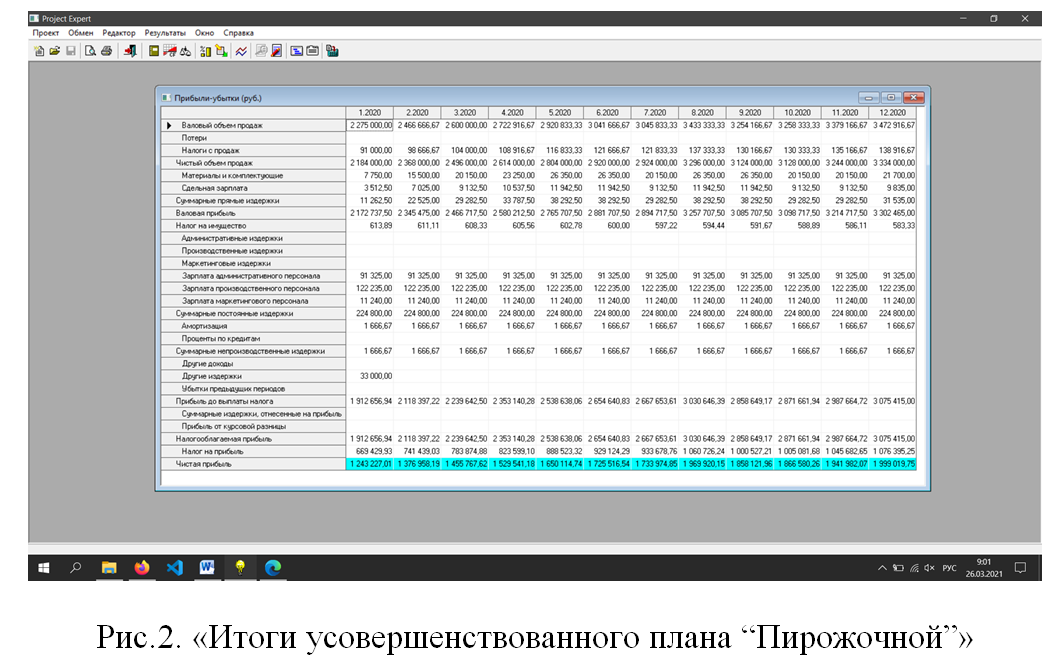 Project Expert
Проект Обмен Редактор Результаты Окно Справка
Прибыли-убытки (руб.)
1.2020 2.2020 3.2020 4.2020 5.2020 6.2020 7.2020 8.2020 9.2020 10.2020 11.2020 12.2020
Валовый объем продаж 2 275 000,00 2 466 666,67 2 600 000,00 2 722 916,67 2 920 833,33 3 041 666,67 3 045 833,33 3 433 333,33 3 254 166,67 3 258 333,33 3 379 166,67 3 472 916,67
Потери
Налоги с продаж 91 000,00 98 666,67 104 000,00 108 916,67 116 833,33 121 666,67 121 833,33 137 333,33 130 166,67 130 333,33 135 166,67 138 916,67
Чистый объем продаж 2 184 000,00 2 368 000,00 2 496 000,00 2 614 000,00 2 804 000,00 2 920 000,00 2 924 000,00 3 296 000,00 3 124 000,00 3 128 000,00 3 244 000,00 3 334 000,00
Материалы и комплектующие 7 750,00 15 500,00 20 150,00 23 250,00 26 350,00 26 350,00 20 150,00 26 350,00 26 350,00 20 150,00 20 150,00 21 700,00
Сдельная зарплата 3 512,50 7 025,00 9 132,50 10 537,50 11 942,50 11 942,50 9 132,50 11 942,50 11 942,50 9 132,50 9 132,50 9 835,00
Суммарные прямые издержки 11 262,50 22 525,00 29 282,50 33 787,50 38 292,50 38 292,50 29 282,50 38 292,50 38 292,50 29 282,50 29 282,50 31 535,00
Валовая прибыль 2 172 737,50 2 345 475,00 2 466 717,50 2 580 212,50 2 765 707,50 2 881 707,50 2 894 717,50 3 257 707,50 3 085 707,50 3 098 717,50 3 214 717,50 3 302 465,00
Налог на имущество 613,89 611,11 608,33 605,56 602,78 600,00 597,22 594,44 591,67 588,89 586,11 583,33
Административные издержки
Производственные издержки
Маркетинговые издержки
Зарплата административного персонала 91 325,00 91 325,00 91 325,00 91 325,00 91 325,00 91 325,00 91 325,00 91 325,00 91 325,00 91 325,00 91 325,00 91 325,00
Зарплата производственного персонала 122 235,00 122 235,00 122 235,00 122 235,00 122 235,00 122 235,00 122 235,00 122 235,00 122 235,00 122 235,00 122 235,00 122 235,00
Зарплата маркетингового персонала 11 240,00 11 240,00 11 240,00 11 240,00 11 240,00 11 240,00 11 240,00 11 240,00 11 240,00 11 240,00 11 240,00 11 240,00
Суммарные постоянные издержки 224 800,00 224 800,00 224 800,00 224 800,00 224 800,00 224 800,00 224 800,00 224 800,00 224 800,00 224 800,00 224 800,00 224 800,00
Амортизация 1 666,67 1 666,67 1 666,67 1 666,67 1 666,67 1 666,67 1 666,67 1 666,67 1 666,67 1 666,67 1 666,67 1 666,67
Проценты по кредитам
Суммарные непроизводственные издержки 1 666,67 1 666,67 1 666,67 1 666,67 1 666,67 1 666,67 1 666,67 1 666,67 1 666,67 1 666,67 1 666,67 1 666,67
Другие доходы
Другие издержки 33 000,00
Убытки предыдущих периодов
Прибыль до выплаты налога 1 912 656,94 2 118 397,22 2 239 642,50 2 353 140,28 2 538 638,06 2 654 640,83 2 667 653,61 3 030 646,39 2 858 649,17 2 871 661,94 2 987 664,72 3 075 415,00
Суммарные издержки, отнесенные на прибыль
Прибыль от курсовой разницы
Налогооблагаемая прибыль 1 912 656,94 2 118 397,22 2 239 642,50 2 353 140,28 2 538 638,06 2 654 640,83 2 667 653,61 3 030 646,39 2 858 649,17 2 871 661,94 2 987 664,72 3 075 415,00
Налог на прибыль 669 429,93 741 439,03 783 874,88 823 599,10 888 523,32 929 124,29 933 678,76 1 060 726,24 1 000 527,21 1 005 081,68 1 045 682,65 1 076 395,25
Чистая прибыль 1 243 227,01 1 376 958,19 1 455 767,62 1 529 541,18 1 650 114,74 1 725 516,54 1 733 974,85 1 969 920,15 1 858 121,96 1 866 580,26 1 941 982,07 1 999 019,75
РУС
9:01
26.03.2021
Рис.2. «Итоги усовершенствованного плана “Пирожочной”»